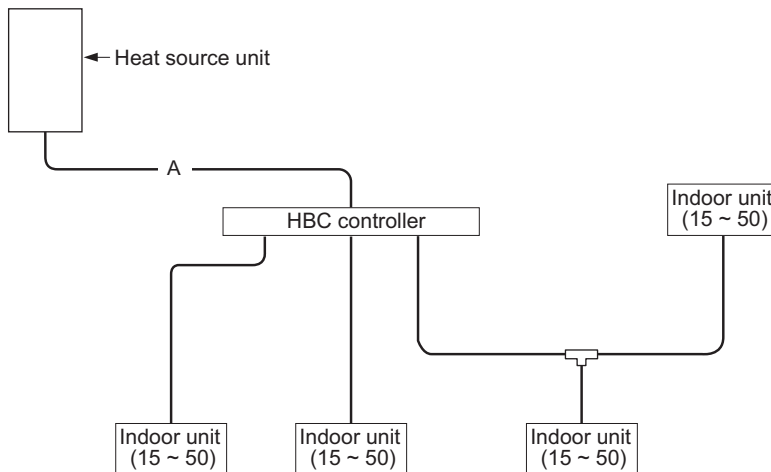 Heat source unit
A
HBC controller
Indoor unit
(15 ~ 50)
Indoor unit
(15 ~ 50)
Indoor unit
(15 ~ 50)
Indoor unit
(15 ~ 50)